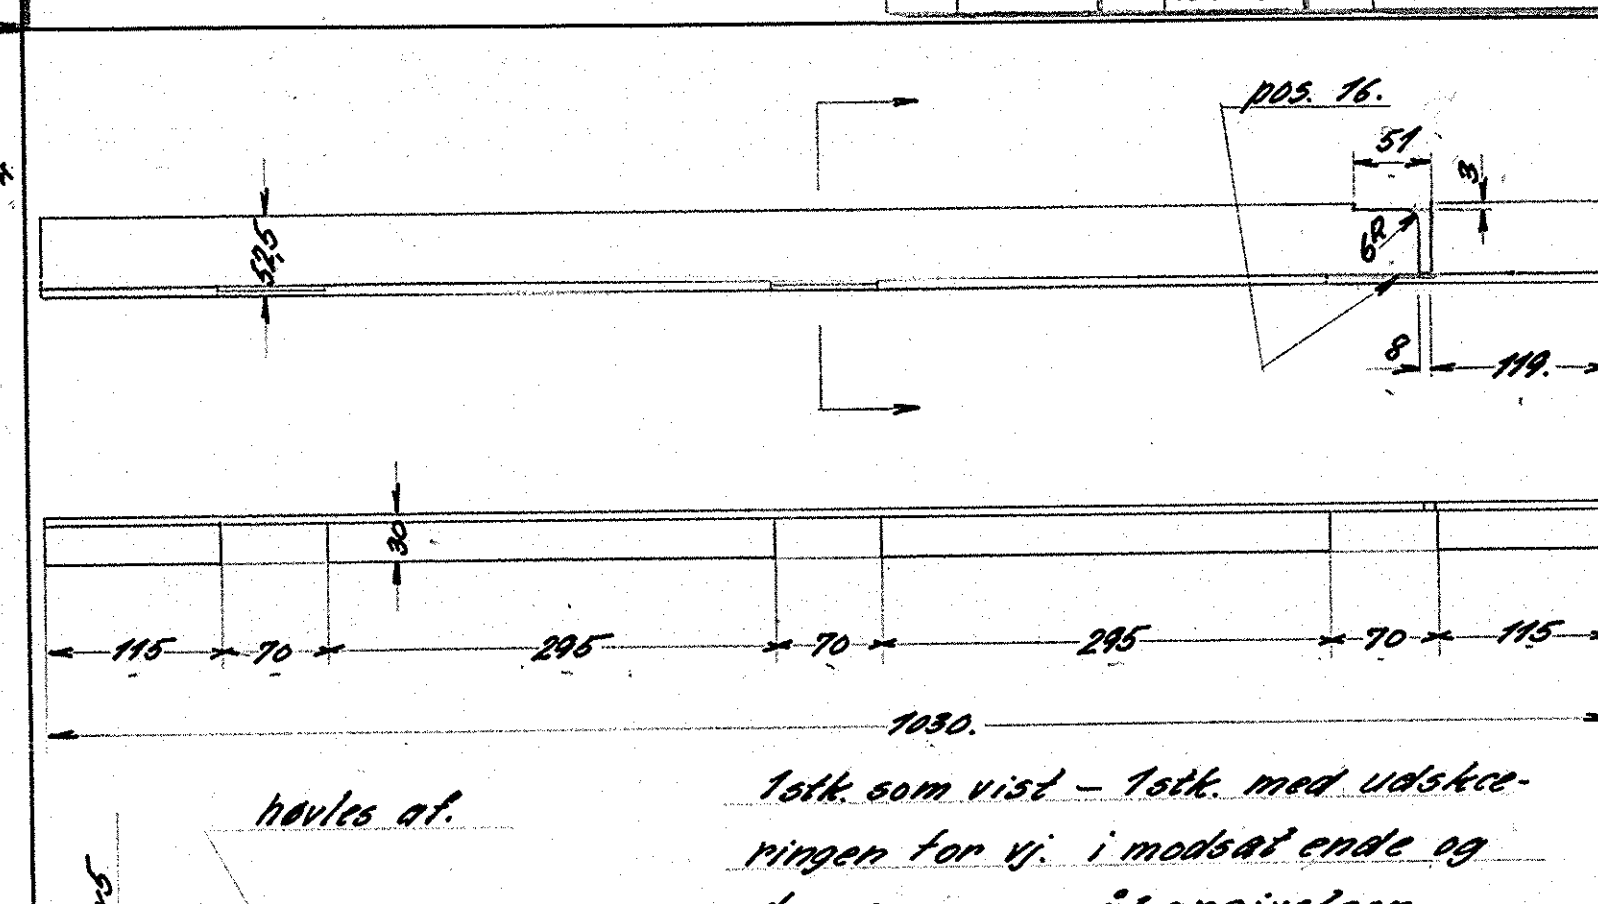 pos. 16.
51
3
52,5
6R
8
119.
30
115 70 295 70 295 70 115
1030.
høvles af.
1stk. som vist – 1stk. med udskæ-
ringen for vj. i modsat ende og